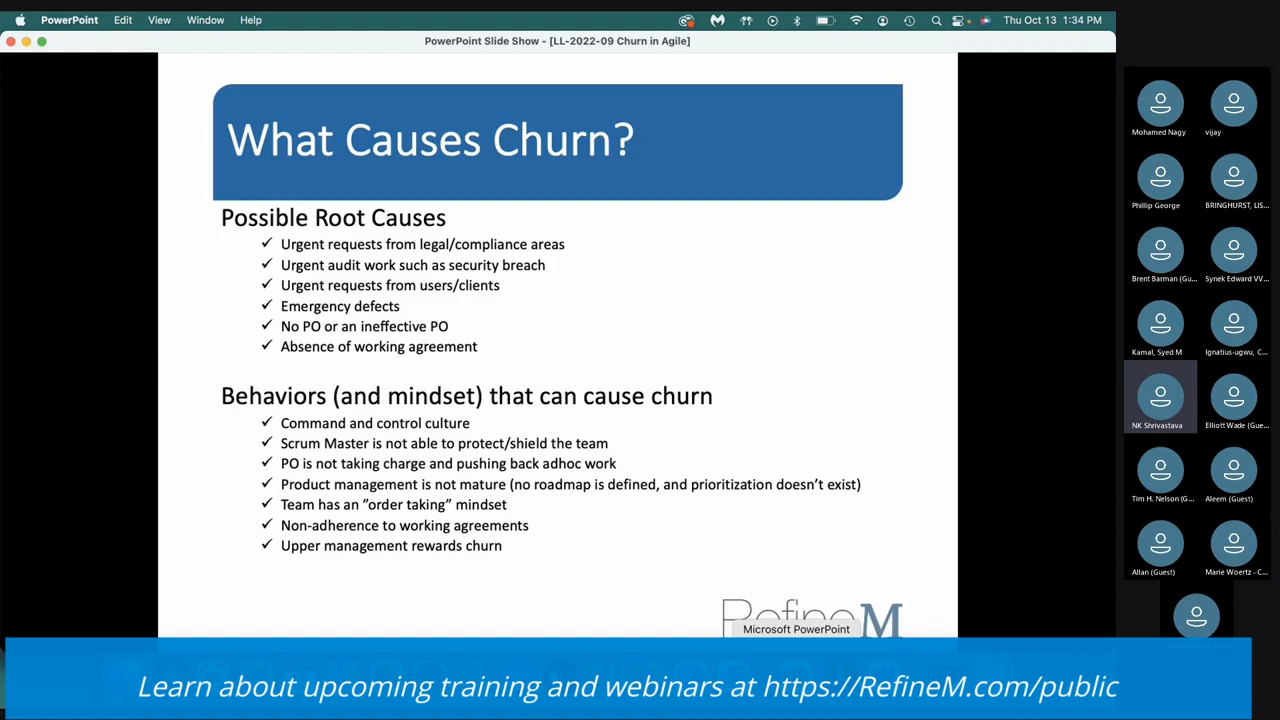 PowerPoint Edit View Window Help Thu Oct 13 1:34 PM
PowerPoint Slide Show - [LL-2022-09 Churn in Agile]
What Causes Churn?
Possible Root Causes
✓ Urgent requests from legal/compliance areas
✓ Urgent audit work such as security breach
✓ Urgent requests from users/clients
✓ Emergency defects
✓ No PO or an ineffective PO
✓ Absence of working agreement
Behaviors (and mindset) that can cause churn
✓ Command and control culture
✓ Scrum Master is not able to protect/shield the team
✓ PO is not taking charge and pushing back adhoc work
✓ Product management is not mature (no roadmap is defined, and prioritization doesn't exist)
✓ Team has an ”order taking” mindset
✓ Non-adherence to working agreements
✓ Upper management rewards churn
RefineM
Microsoft PowerPoint
Mohamed Nagy
vijay
Phillip George
BRINGHURST, LIS...
Brent Barman (Gu...
Synek Edward VV...
Kamal, Syed M
Ignatius-ugwu, C...
NK Shrivastava
Elliott Wade (Gue...
Tim H. Nelson (G...
Aleem (Guest)
Allan (Guest)
Marie Woertz - C...
Learn about upcoming training and webinars at https://RefineM.com/public